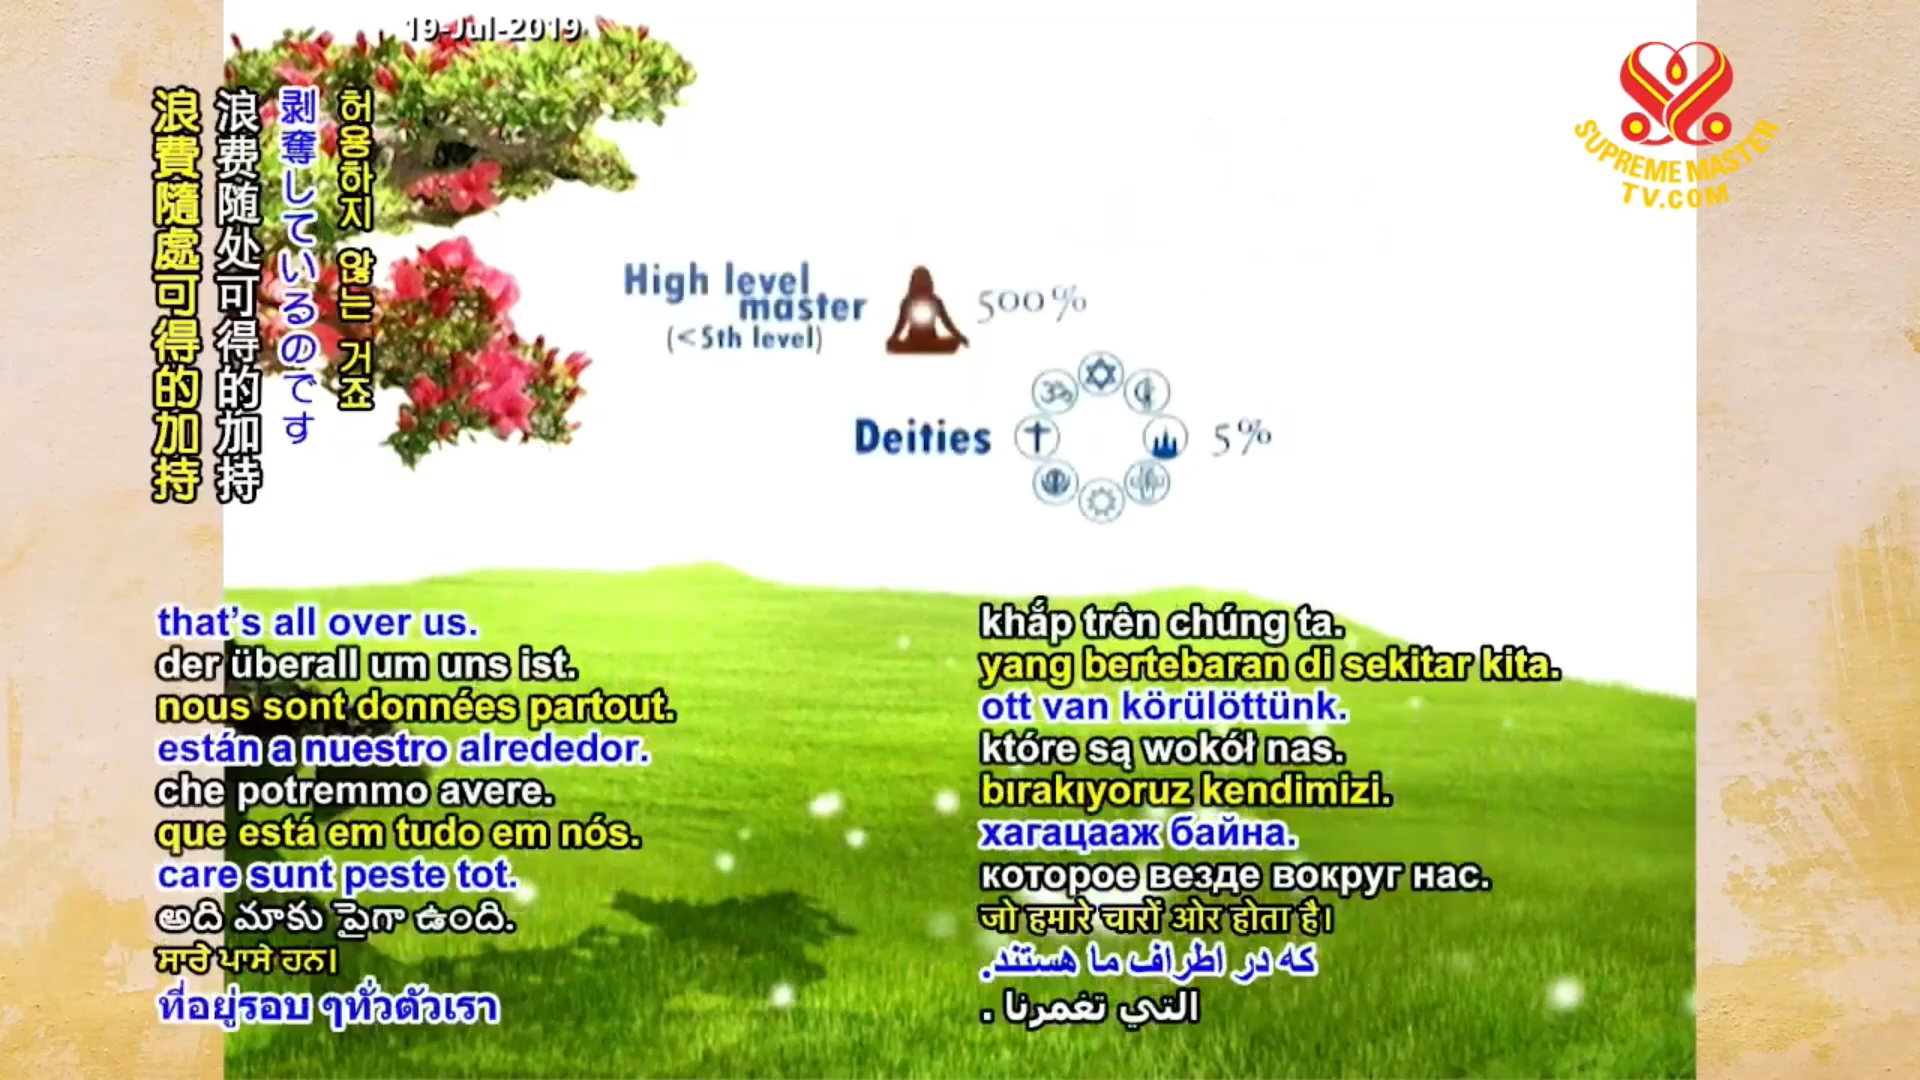 19-Jul-2019
SUPREME MASTER
TV.COM
허용하지 않는 거죠
剥奪しているのです
浪费随处可得的加持
浪費隨處可得的加持
High level
master
(<5th level)
500%
Deities
5%
that's all over us.
der überall um uns ist.
nous sont données partout.
están a nuestro alrededor.
che potremmo avere.
que está em tudo em nós.
care sunt peste tot.
అది మాకు పైగా ఉంది.
ਸਾਰੇ ਪਾਸੇ ਹਨ।
ที่อยู่รอบ ๆทั่วตัวเรา
khắp trên chúng ta.
yang bertebaran di sekitar kita.
ott van körülöttünk.
które są wokół nas.
bırakıyoruz kendimizi.
хагацааж байна.
которое везде вокруг нас.
जो हमारे चारों ओर होता है।
که در اطراف ما هستند.
التي تغمرنا .